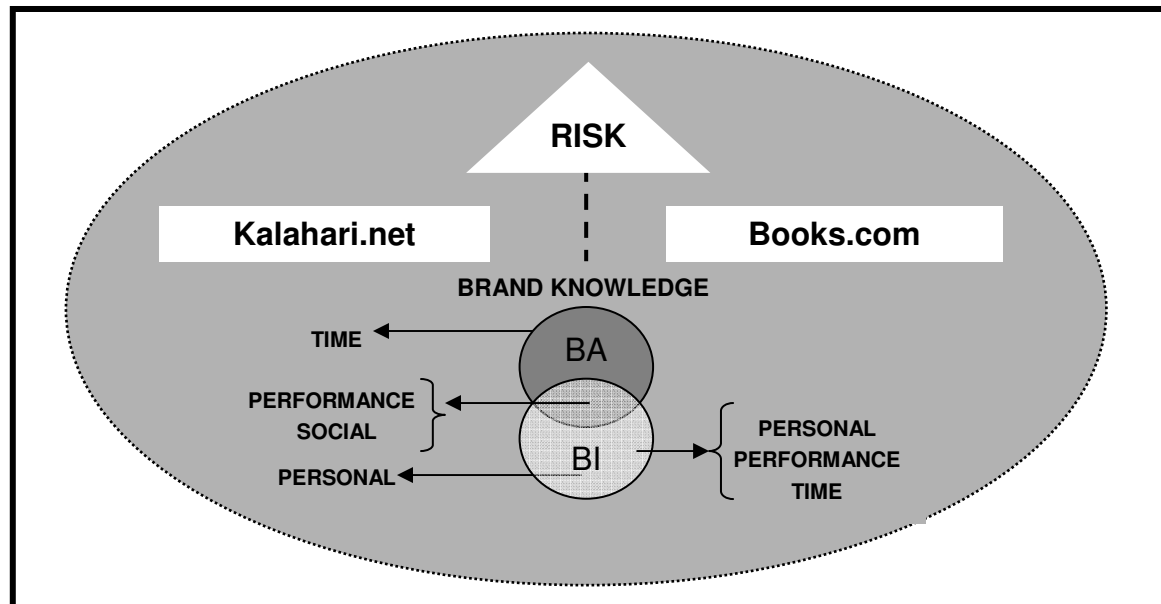 RISK
Kalahari.net
Books.com
BRAND KNOWLEDGE
TIME
BA
PERFORMANCE
SOCIAL
PERSONAL
BI
PERSONAL
PERFORMANCE
TIME